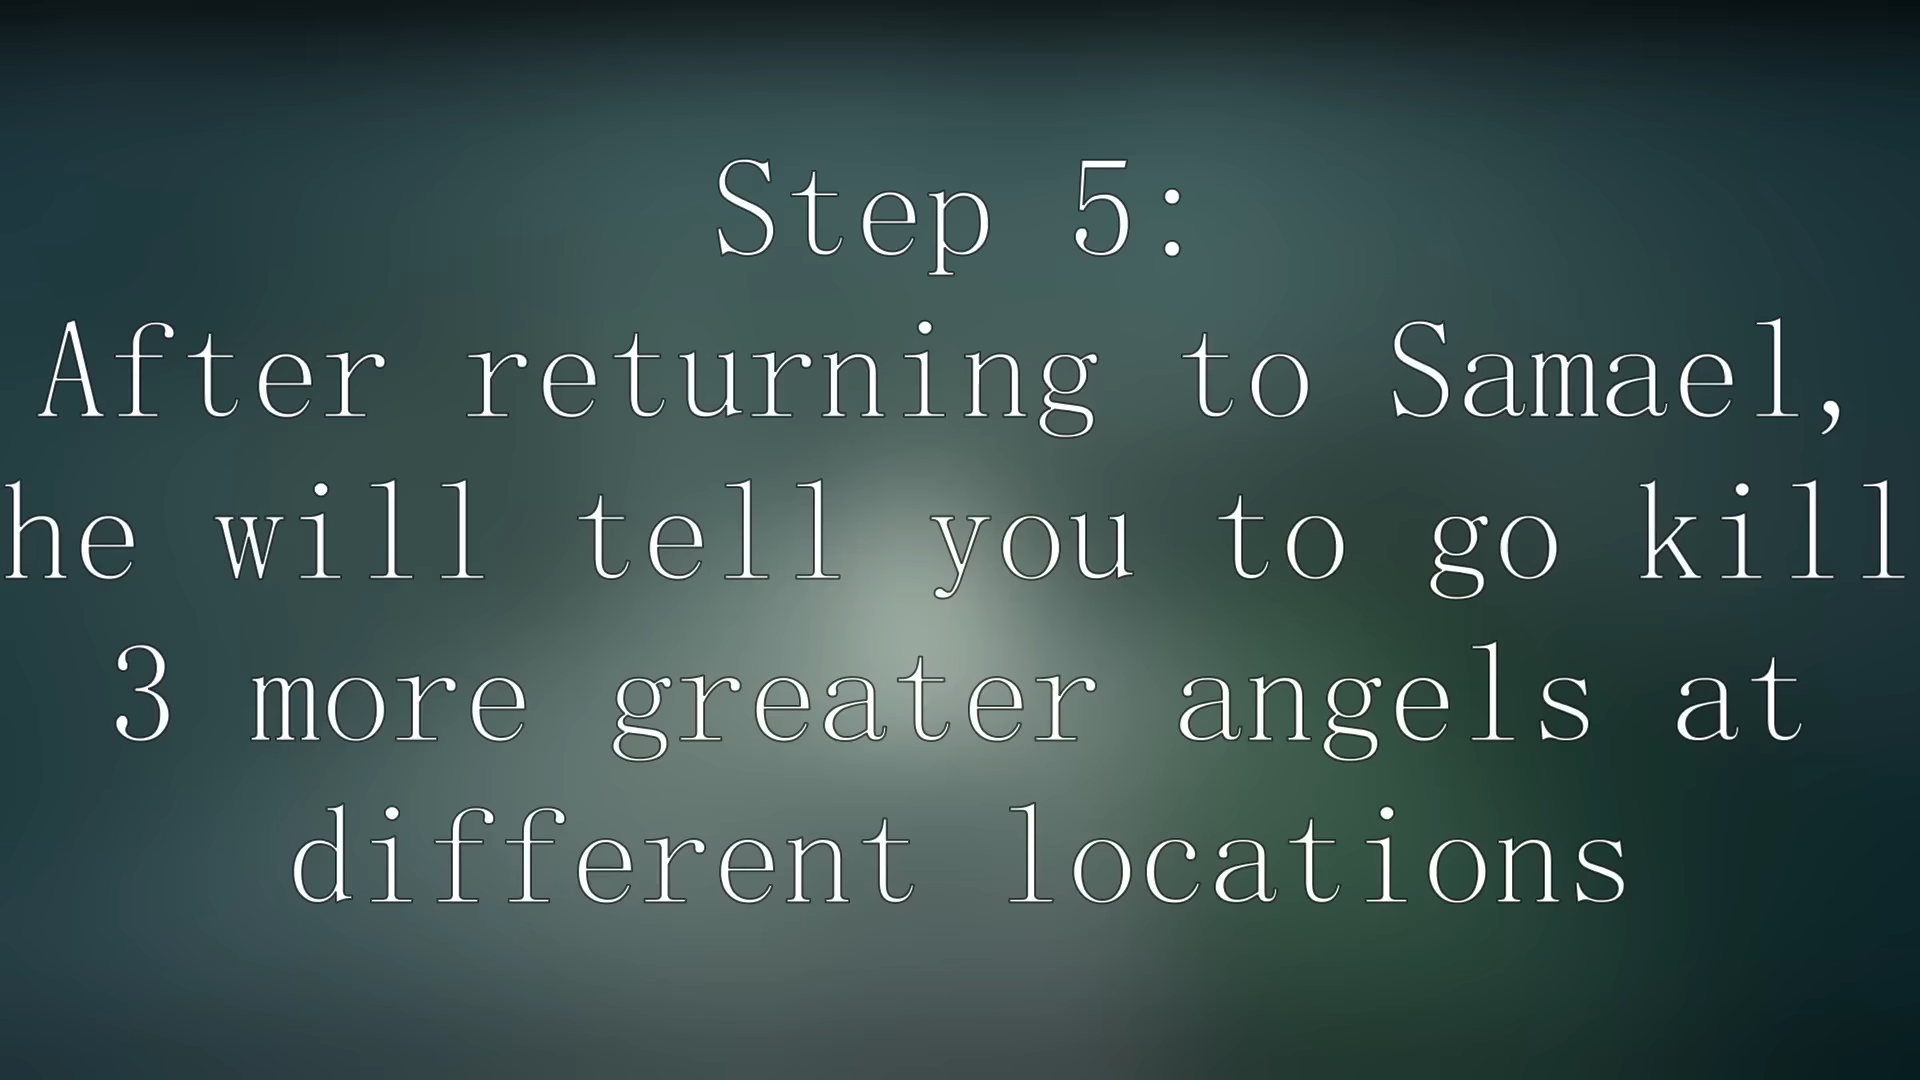 Step 5:
After returning to Samael,
he will tell you to go kill
3 more greater angels at
different locations